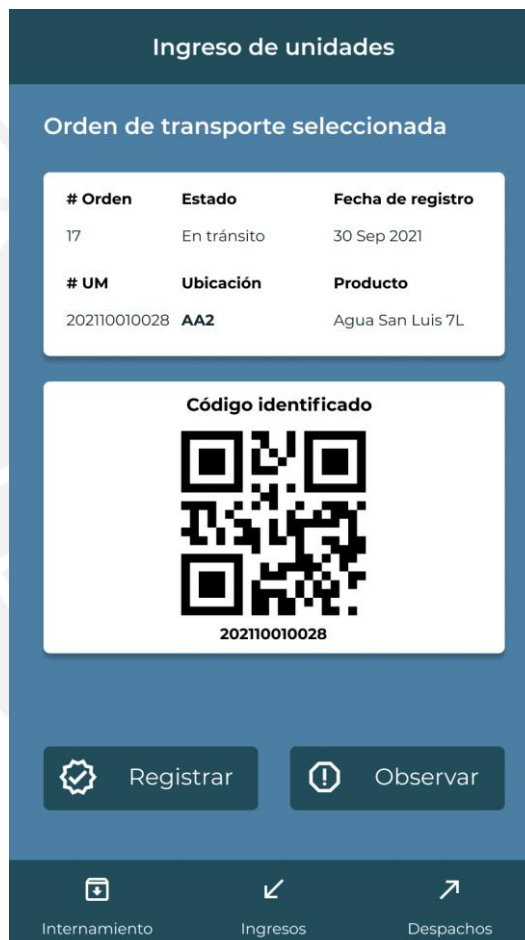 Ingreso de unidades
Orden de transporte seleccionada
# Orden Estado Fecha de registro
17 En tránsito 30 Sep 2021
# UM Ubicación Producto
202110010028 AA2 Agua San Luis 7L
Código identificado
202110010028
Registrar Observar
Internamiento Ingresos Despachos